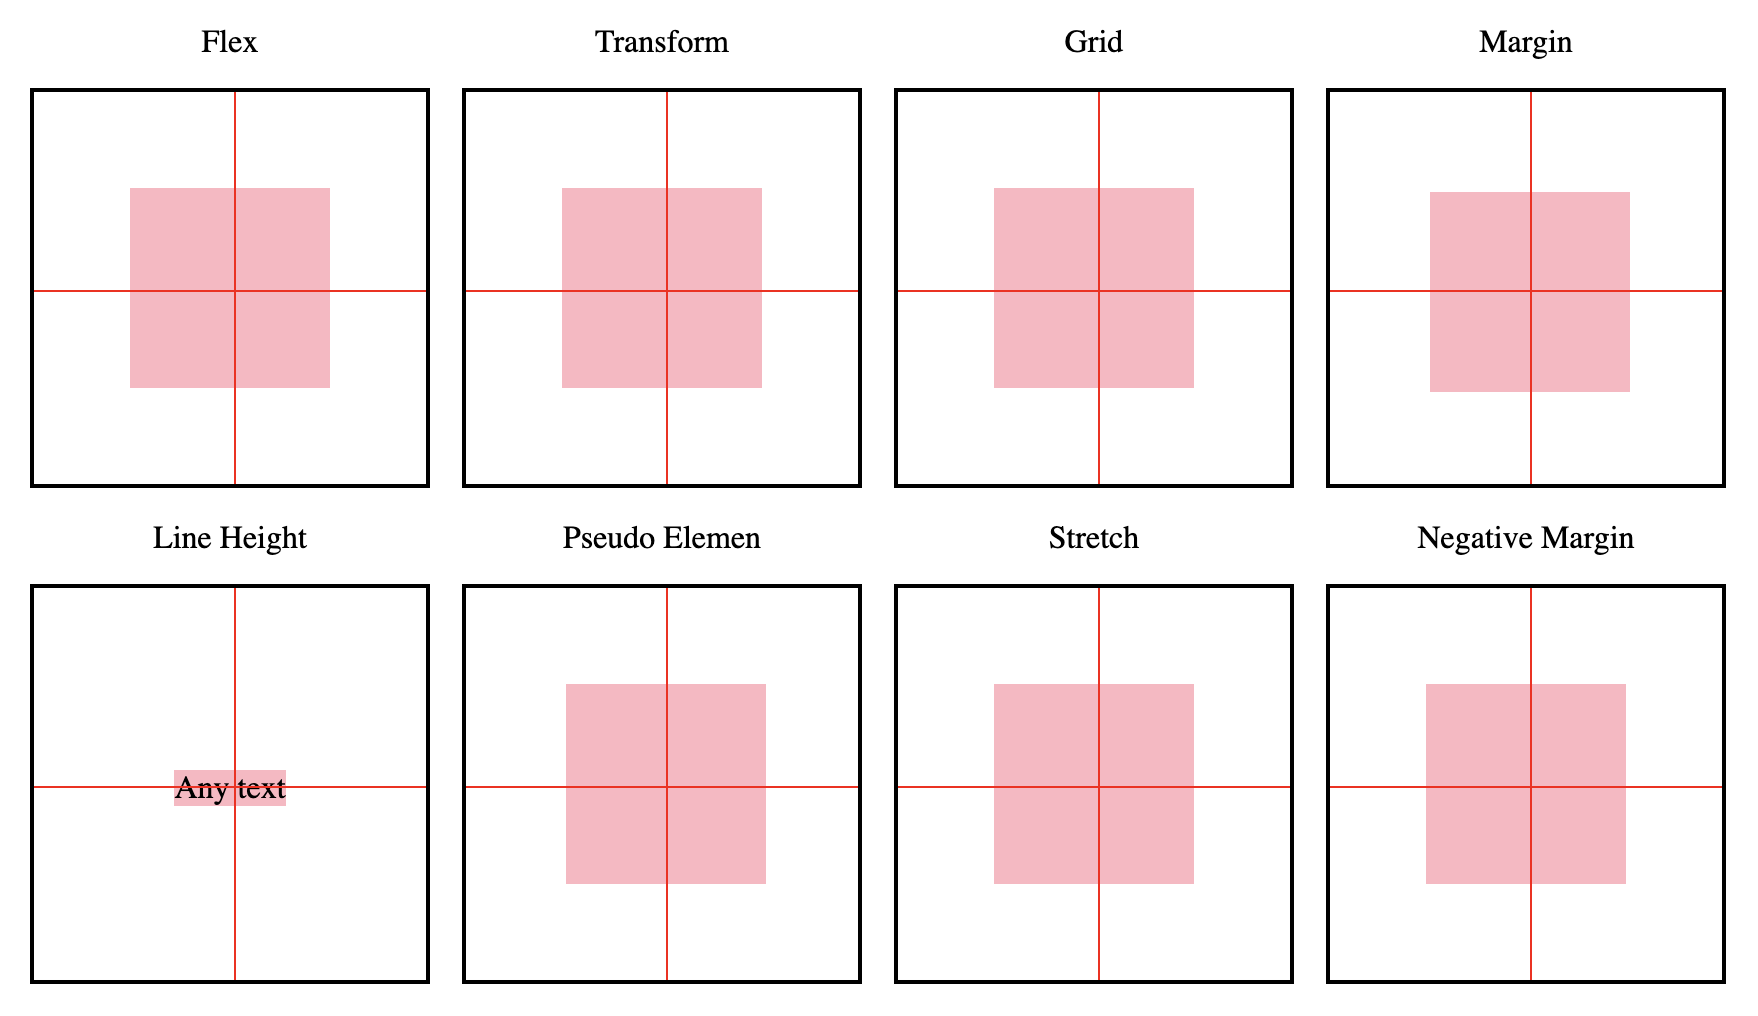 Flex
Transform
Grid
Margin
Line Height
Pseudo Elemen
Stretch
Negative Margin
Any text